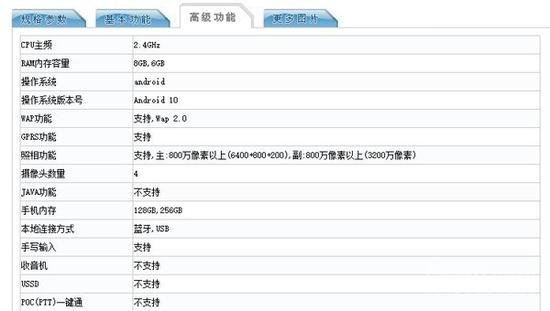 规格参数 基本功能 高级功能 更多图片
CPU主频 2.4GHz
RAM内存容量 8GB,6GB
操作系统 android
操作系统版本号 Android 10
WAP功能 支持,Wap 2.0
GPRS功能 支持
照相功能 支持,主:800万像素以上(6400+800+200),副:800万像素以上(3200万像素)
摄像头数量 4
JAVA功能 不支持
手机内存 128GB,256GB
本地连接方式 蓝牙,USB
手写输入 支持
收音机 不支持
USSD 不支持
POC(PTT)一键通 不支持